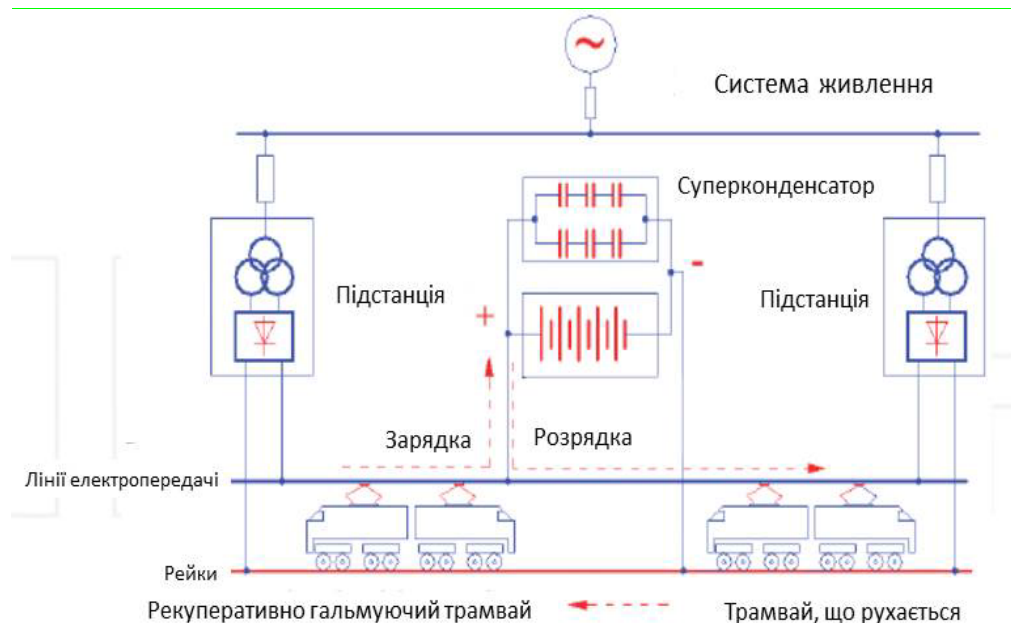 Система живлення
Суперконденсатор
Підстанція
Підстанція
+
-
Зарядка
Розрядка
Лінії електропередачі
Рейки
Рекуперативно гальмуючий трамвай
Трамвай, що рухається